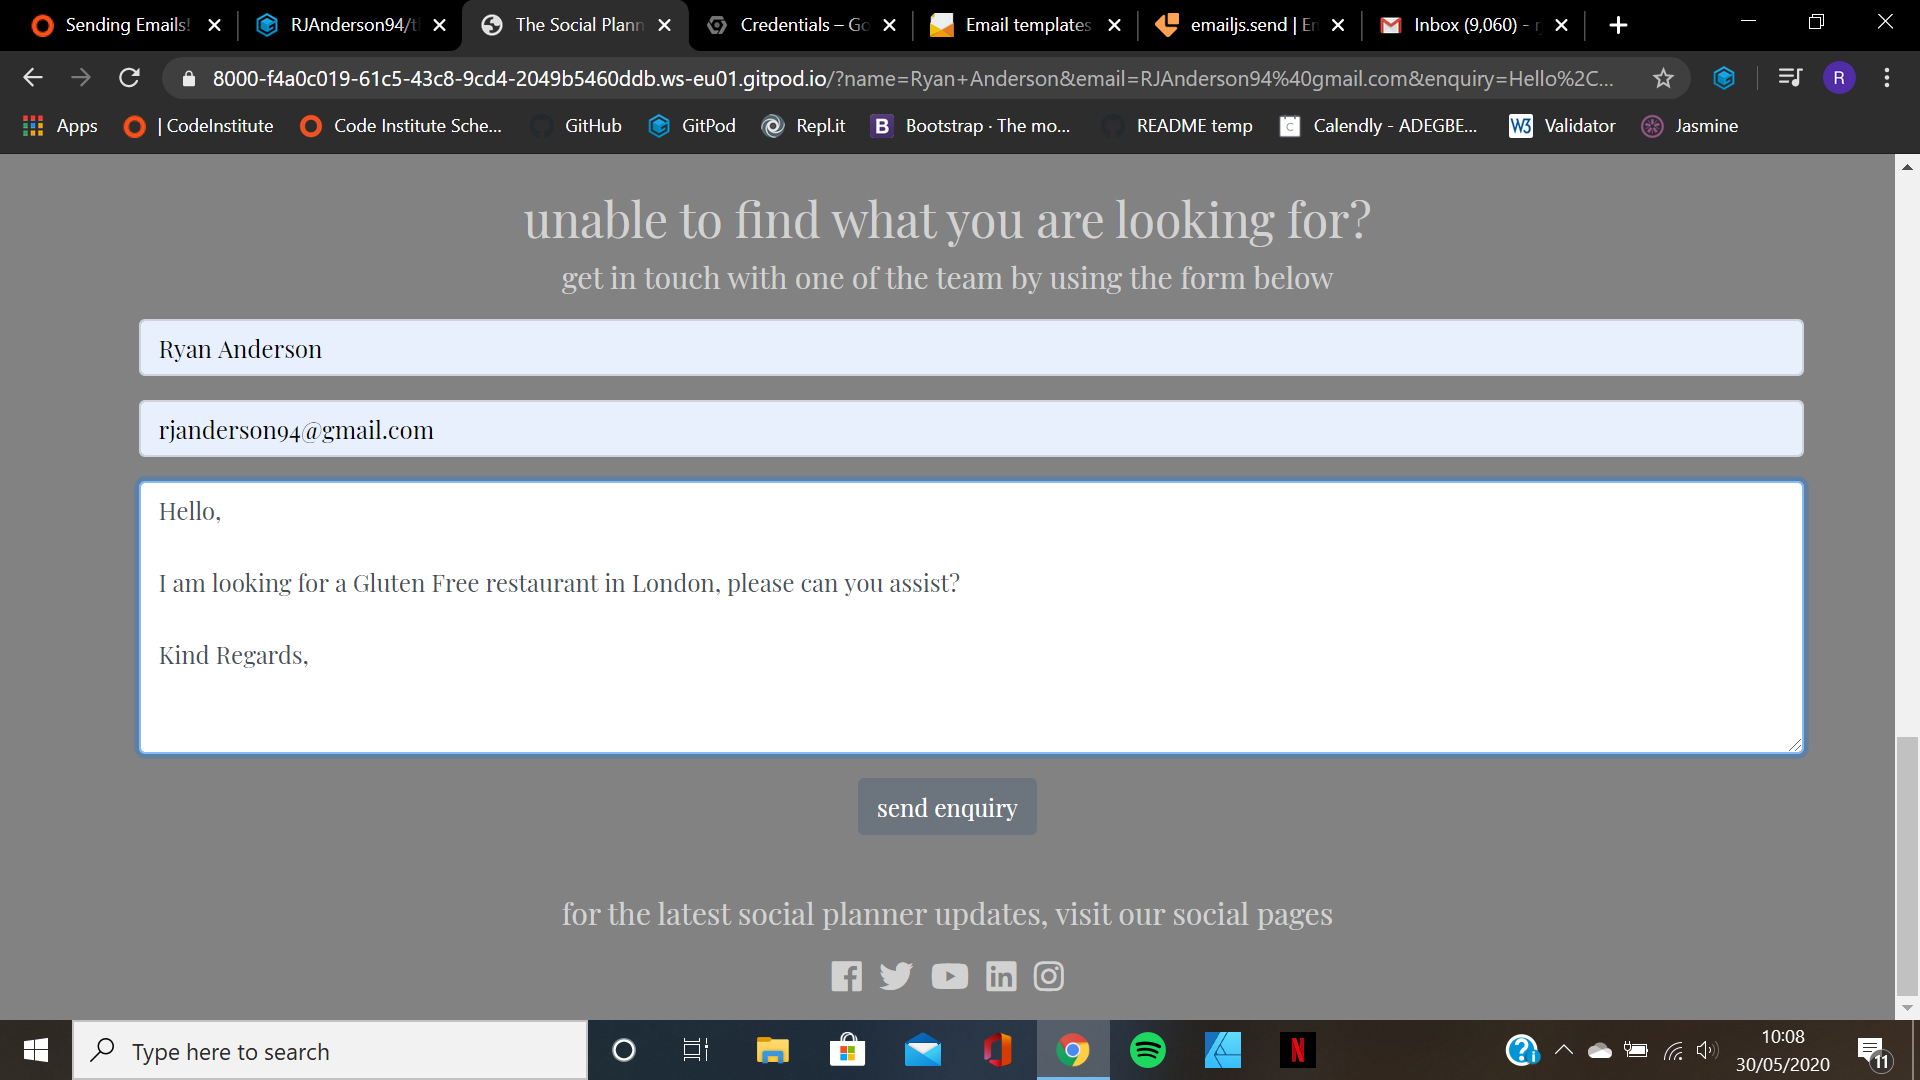 Sending Emails!
RJAnderson94/t
The Social Plann
Credentials – Go
Email templates
emailjs.send | En
Inbox (9,060) - r
8000-f4a0c019-61c5-43c8-9cd4-2049b5460ddb.ws-eu01.gitpod.io/?name=Ryan+Anderson&email=RJAnderson94%40gmail.com&enquiry=Hello%2C...
R
Apps
| CodeInstitute
Code Institute Sche...
GitHub
GitPod
Repl.it
B
Bootstrap · The mo...
README temp
Calendly - ADEGBE...
W3
Validator
Jasmine
unable to find what you are looking for?
get in touch with one of the team by using the form below
Ryan Anderson
rjanderson94@gmail.com
Hello,
I am looking for a Gluten Free restaurant in London, please can you assist?
Kind Regards,
send enquiry
for the latest social planner updates, visit our social pages
Type here to search
10:08
30/05/2020
11